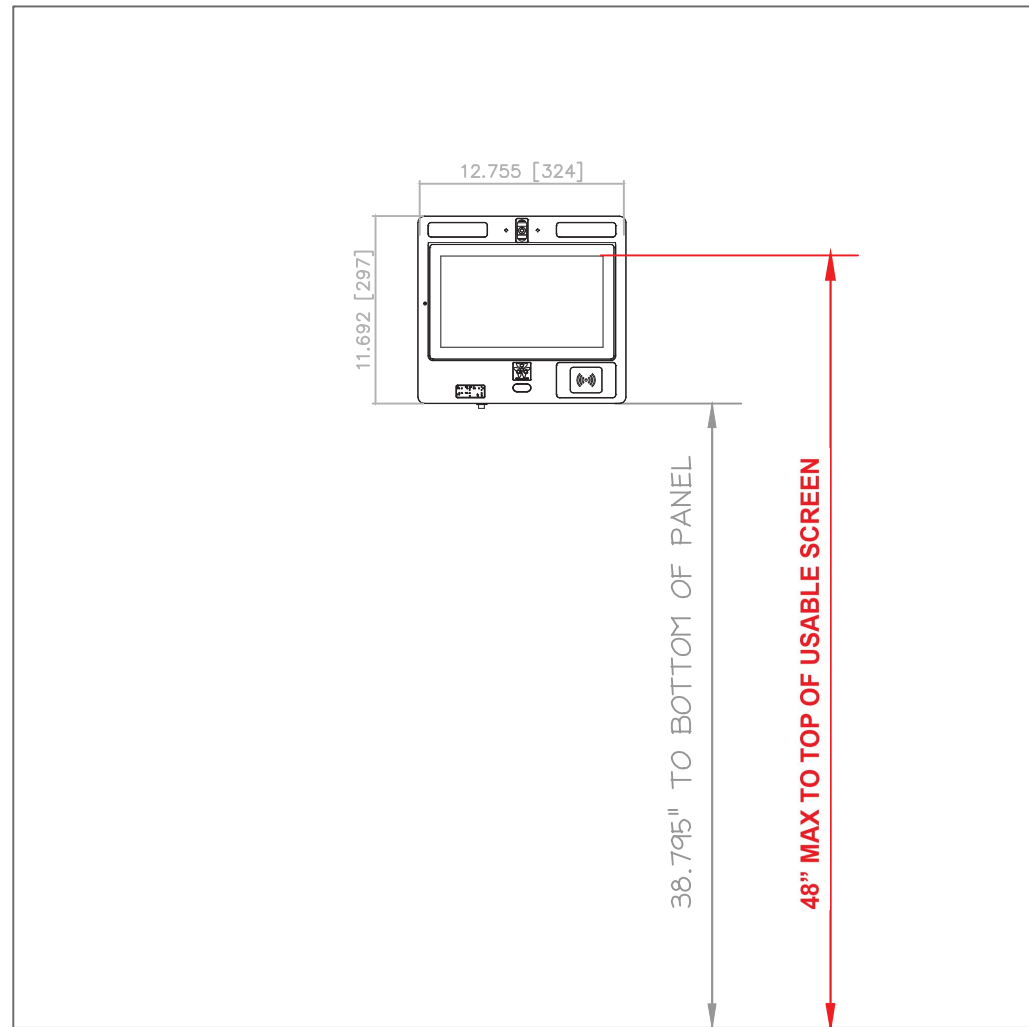 12.755 [324]
11.692 [297]
38.795" TO BOTTOM OF PANEL
48” MAX TO TOP OF USABLE SCREEN